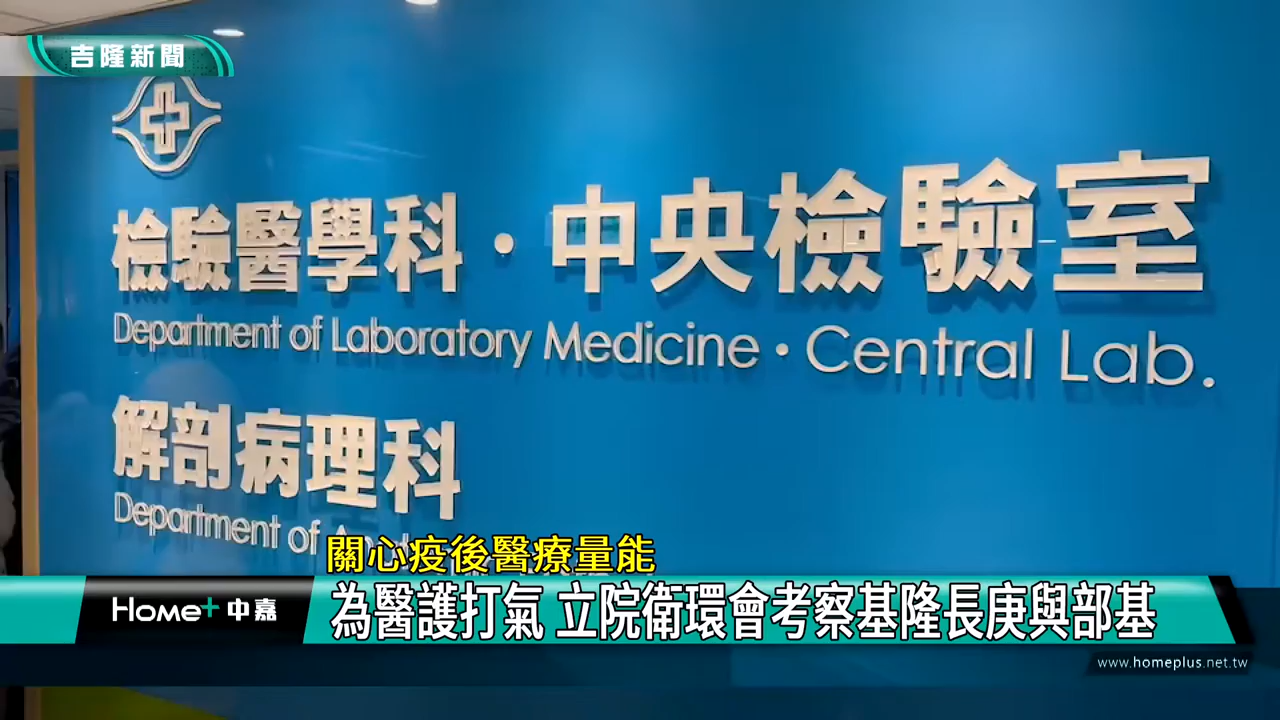 吉隆新聞
檢驗醫學科·中央檢驗室
Department of Laboratory Medicine · Central Lab.
解剖病理科
Department of
關心疫後醫療量能
Home+中嘉
為醫護打氣 立院衛環會考察基隆長庚與部基
www.homeplus.net.tw